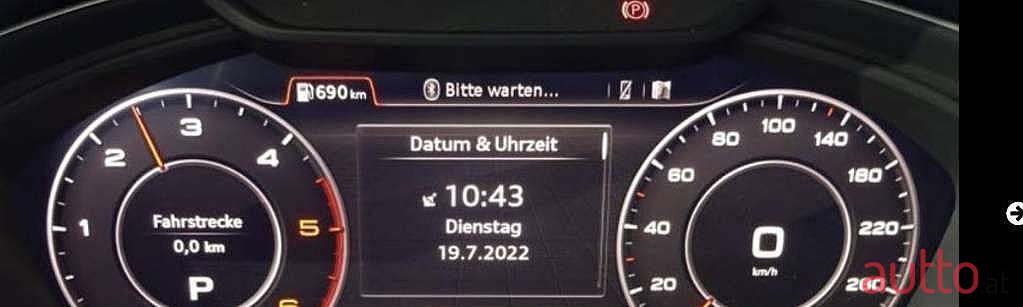 P
690 km
Bitte warten...
Datum & Uhrzeit
10:43
Dienstag
19.7.2022
1
2
3
4
5
6
Fahrstrecke
0,0 km
P
20
40
60
80
100
140
180
220
260
0
km/h
autto.at